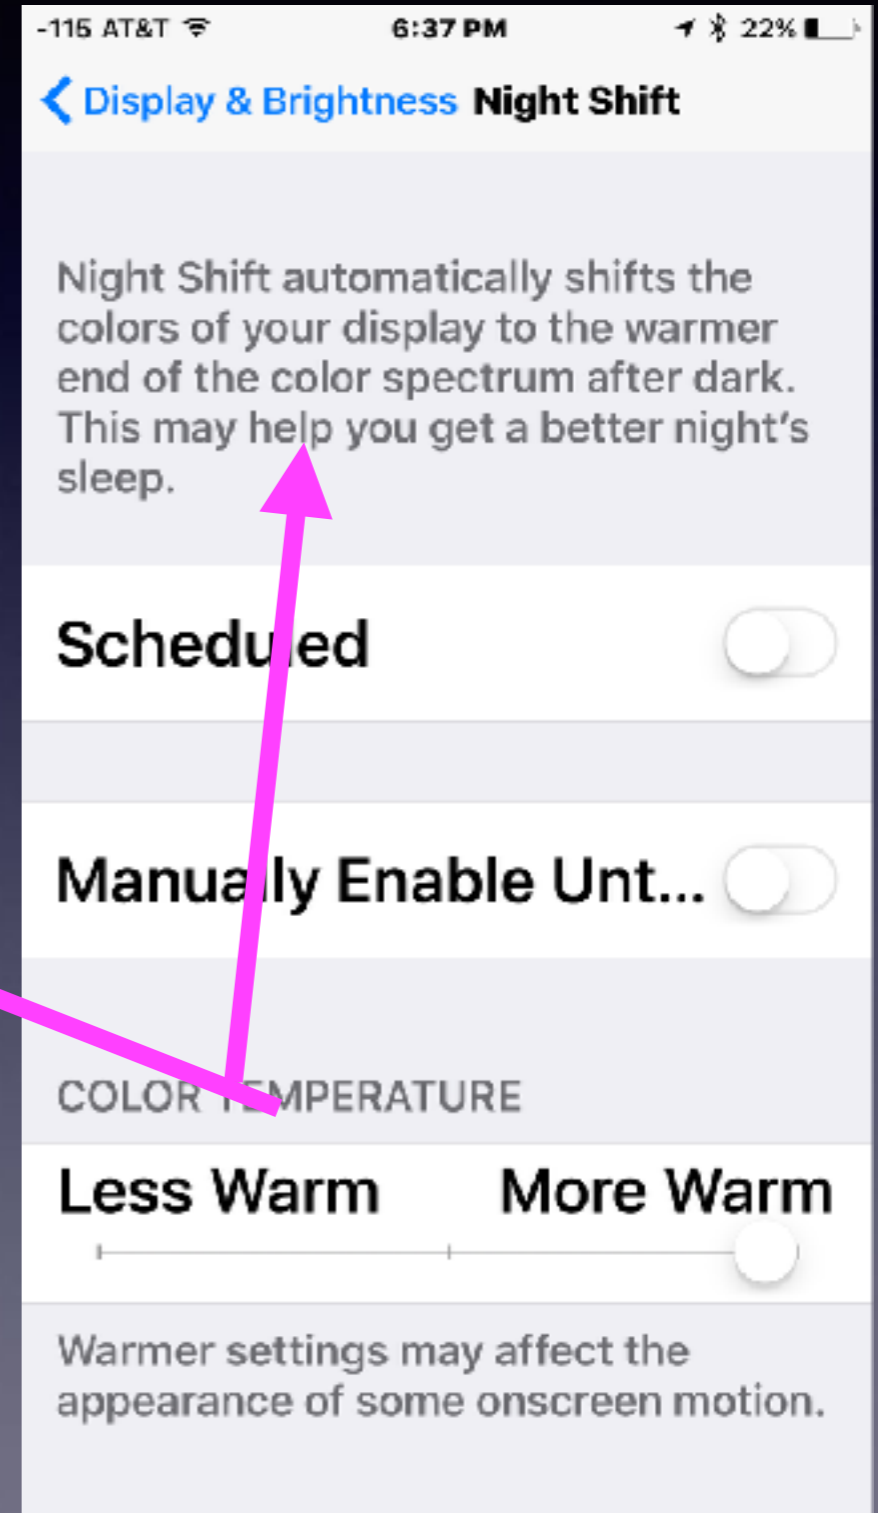 -115 AT&T 6:37 PM 22%
Display & Brightness Night Shift
Night Shift automatically shifts the
colors of your display to the warmer
end of the color spectrum after dark.
This may help you get a better night's
sleep.
Scheduled
Manually Enable Unt...
COLOR TEMPERATURE
Less Warm More Warm
Warmer settings may affect the
appearance of some onscreen motion.